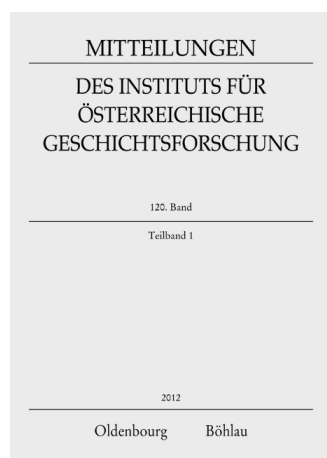 MITTEILUNGEN
DES INSTITUTS FÜR
ÖSTERREICHISCHE
GESCHICHTSFORSCHUNG
120. Band
Teilband 1
2012
Oldenbourg Böhlau